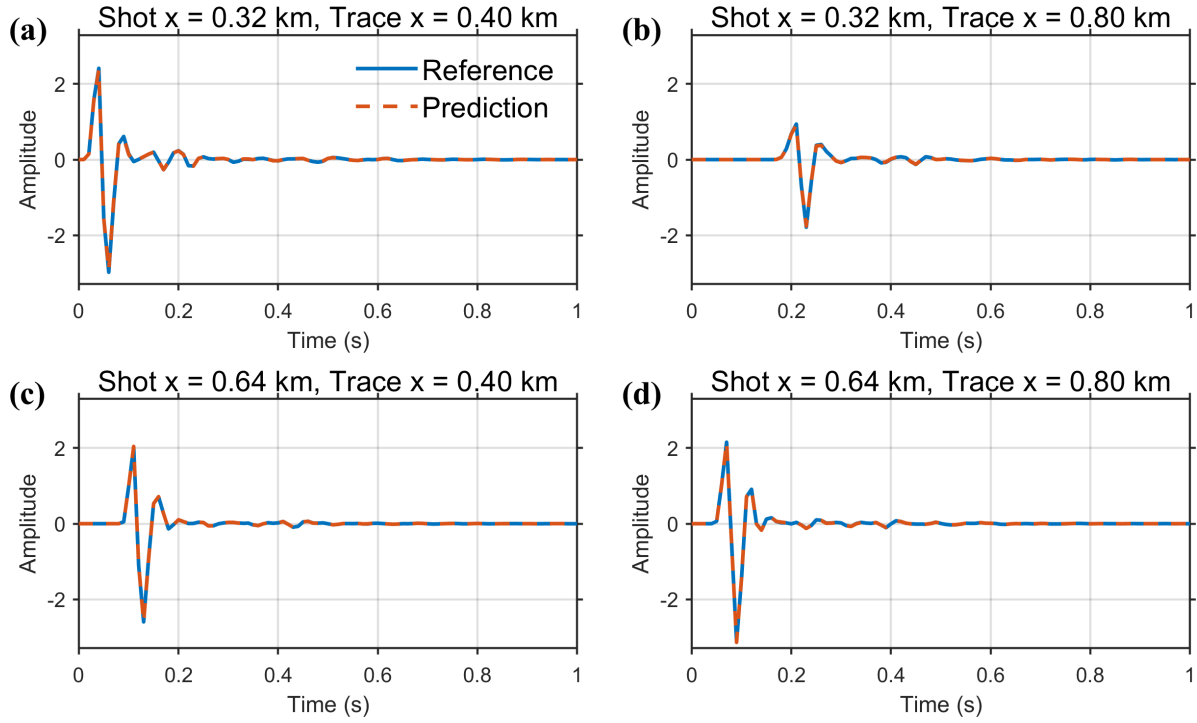 (a) Shot x = 0.32 km, Trace x = 0.40 km
Reference
Prediction
2
0
-2
Amplitude
0 0.2 0.4 0.6 0.8 1
Time (s)
(b) Shot x = 0.32 km, Trace x = 0.80 km
2
0
-2
Amplitude
0 0.2 0.4 0.6 0.8 1
Time (s)
(c) Shot x = 0.64 km, Trace x = 0.40 km
2
0
-2
Amplitude
0 0.2 0.4 0.6 0.8 1
Time (s)
(d) Shot x = 0.64 km, Trace x = 0.80 km
2
0
-2
Amplitude
0 0.2 0.4 0.6 0.8 1
Time (s)